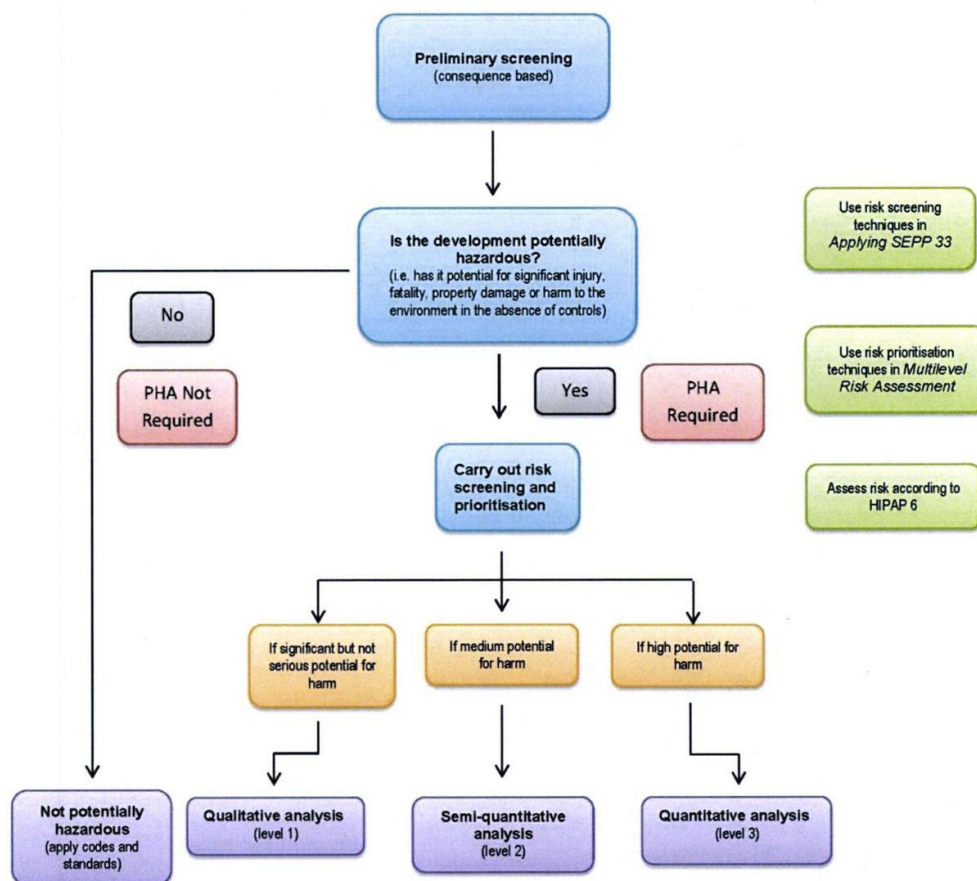 Preliminary screening
(consequence based)
Is the development potentially
hazardous?
(i.e. has it potential for significant injury,
fatality, property damage or harm to the
environment in the absence of controls)
Use risk screening
techniques in
Applying SEPP 33
No
PHA Not
Required
Yes
PHA
Required
Use risk prioritisation
techniques in Multilevel
Risk Assessment
Carry out risk
screening and
prioritisation
Assess risk according to
HIPAP 6
If significant but not
serious potential for
harm
If medium potential
for harm
If high potential for
harm
Not potentially
hazardous
(apply codes and
standards)
Qualitative analysis
(level 1)
Semi-quantitative
analysis
(level 2)
Quantitative analysis
(level 3)